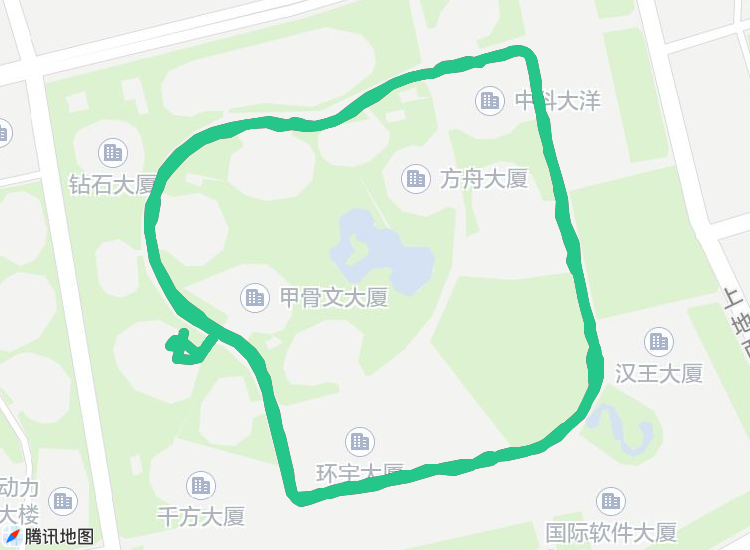 中科大洋
钻石大厦
方舟大厦
甲骨文大厦
上地西
汉王大厦
环宇大厦
动力
大楼
千方大厦
国际软件大厦
腾讯地图